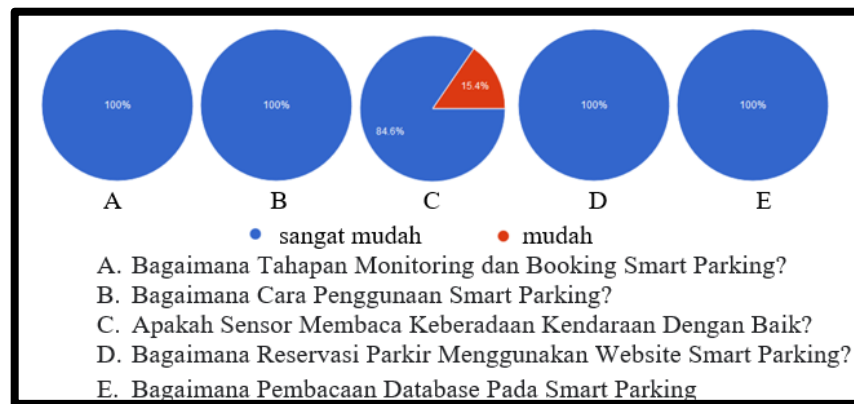 100%
100%
15.4%
84.6%
100%
100%
A B C D E
sangat mudah mudah
A. Bagaimana Tahapan Monitoring dan Booking Smart Parking?
B. Bagaimana Cara Penggunaan Smart Parking?
C. Apakah Sensor Membaca Keberadaan Kendaraan Dengan Baik?
D. Bagaimana Reservasi Parkir Menggunakan Website Smart Parking?
E. Bagaimana Pembacaan Database Pada Smart Parking